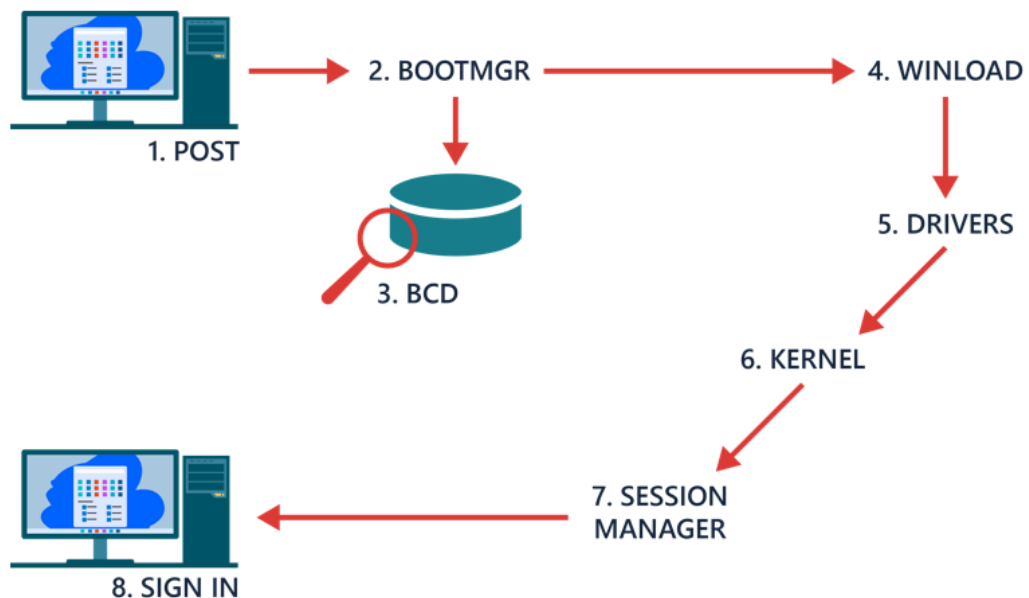 1. POST
2. BOOTMGR
3. BCD
4. WINLOAD
5. DRIVERS
6. KERNEL
7. SESSION
MANAGER
8. SIGN IN